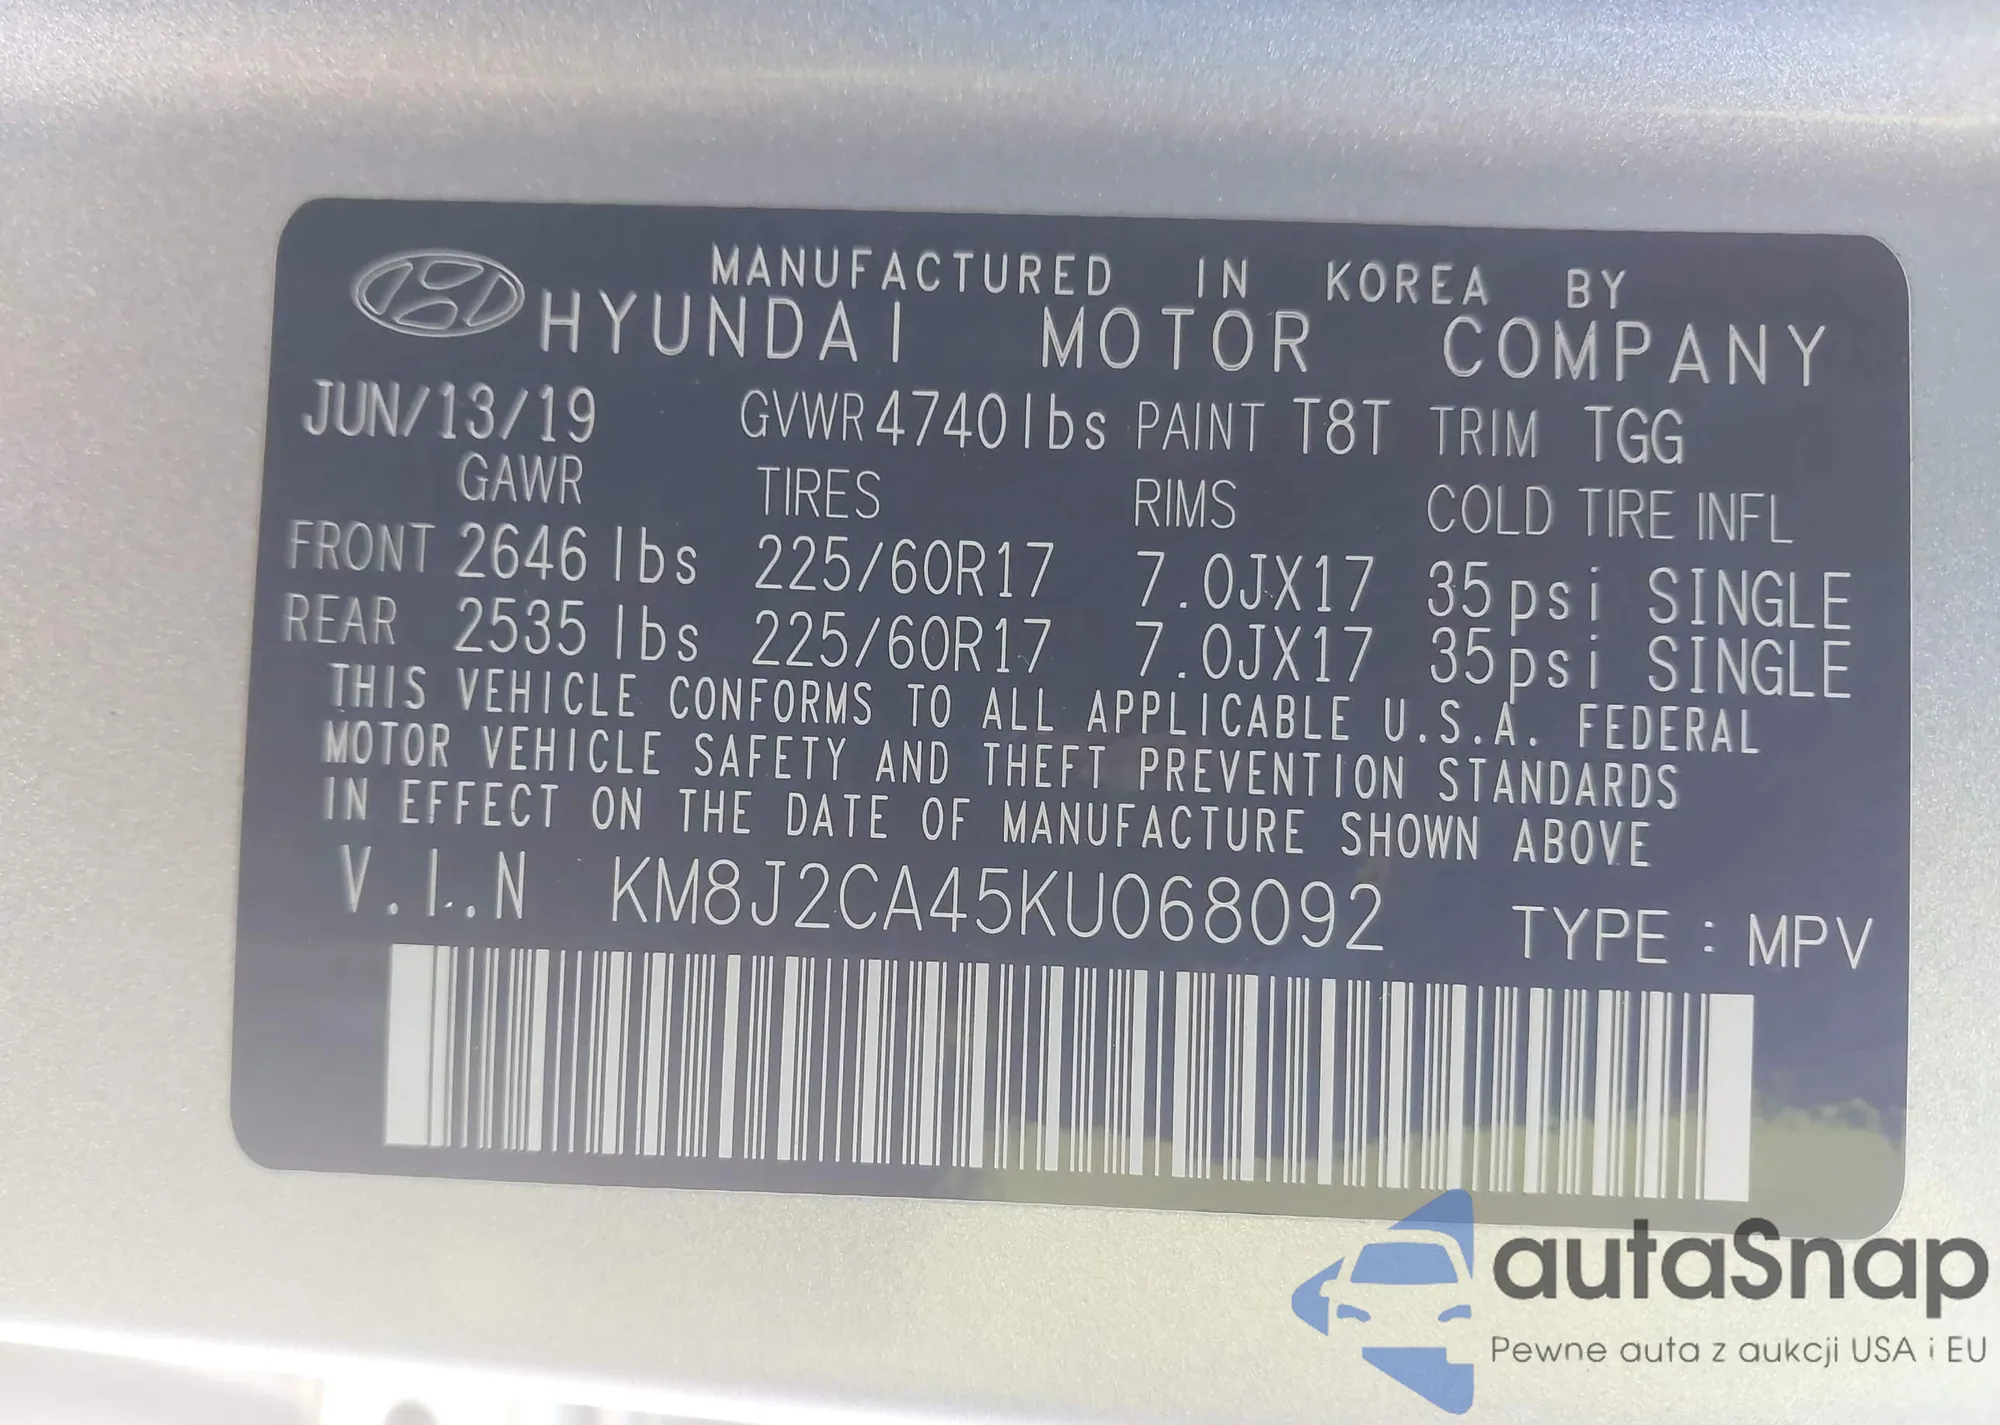 MANUFACTURED IN KOREA BY
HYUNDAI MOTOR COMPANY
JUN/13/19 GVWR 4740 lbs PAINT T8T TRIM TGG
GAWR TIRES RIMS COLD TIRE INFL
FRONT 2646 lbs 225/60R17 7.0JX17 35psi SINGLE
REAR 2535 lbs 225/60R17 7.0JX17 35psi SINGLE
THIS VEHICLE CONFORMS TO ALL APPLICABLE U.S.A. FEDERAL
MOTOR VEHICLE SAFETY AND THEFT PREVENTION STANDARDS
IN EFFECT ON THE DATE OF MANUFACTURE SHOWN ABOVE
V.I..N KM8J2CA45KU068092 TYPE : MPV
autaSnap
Pewne auta z aukcji USA i EU